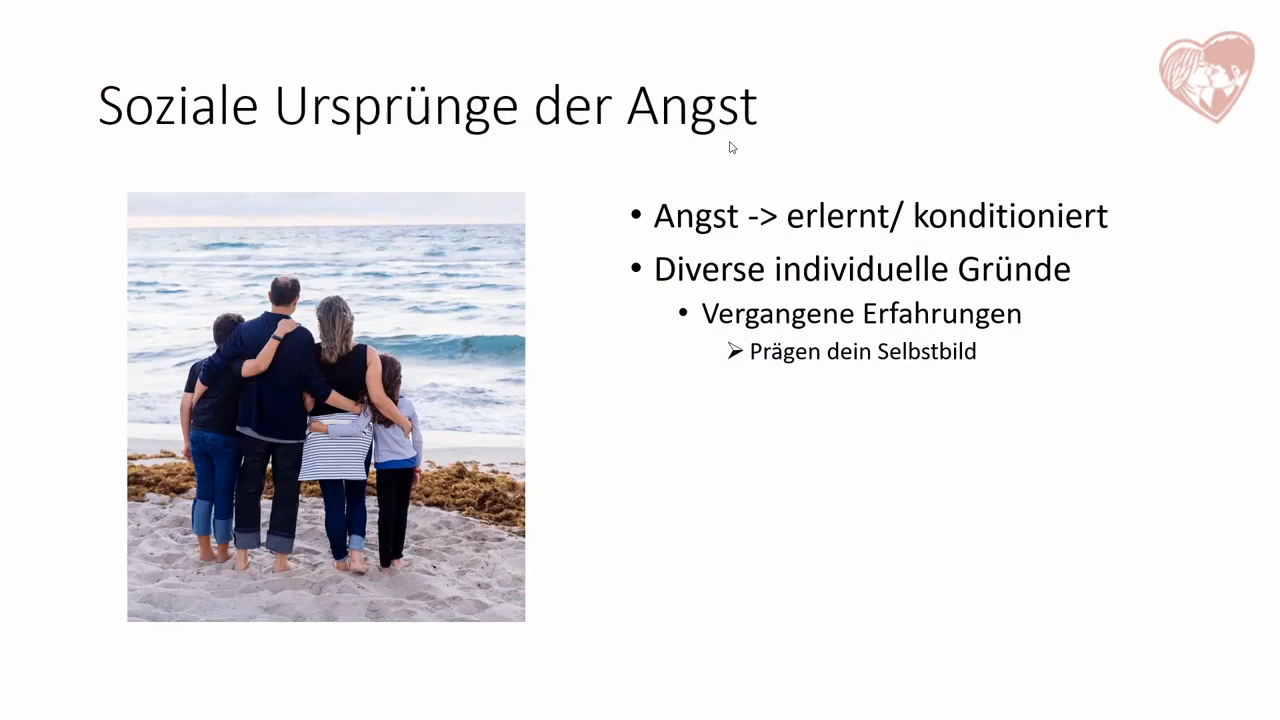 Soziale Ursprünge der Angst
• Angst -> erlernt/ konditioniert
• Diverse individuelle Gründe
• Vergangene Erfahrungen
➢ Prägen dein Selbstbild